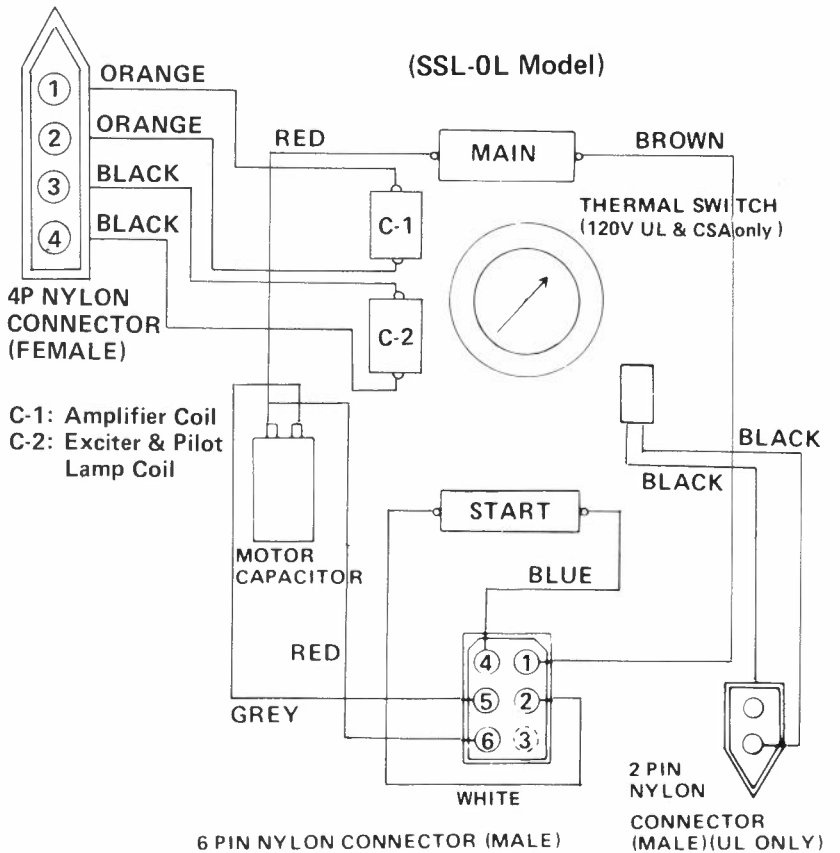 (SSL-OL Model)
ORANGE
1
ORANGE
2
BLACK
3
BLACK
4
4P NYLON
CONNECTOR
(FEMALE)
C-1
C-2
C-1: Amplifier Coil
C-2: Exciter & Pilot
Lamp Coil
RED
MAIN
BROWN
THERMAL SWITCH
(120V UL & CSA only)
BLACK
BLACK
MOTOR
CAPACITOR
START
BLUE
RED
GREY
4
1
5
2
6
3
WHITE
6 PIN NYLON CONNECTOR (MALE)
2 PIN
NYLON
CONNECTOR
(MALE)(UL ONLY)